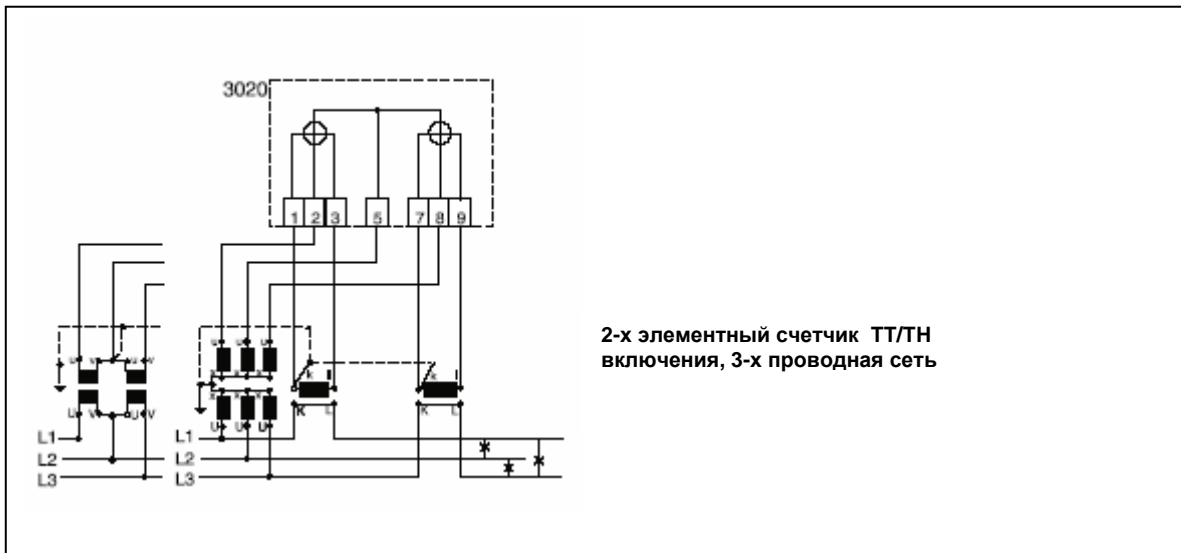 3020
1 2 3 5 7 8 9
u v u v
u u u
x x x
k l k l
x x x
U V U V
U U U
K L K L
L1 L1
L2 L2
L3 L3
2-х элементный счетчик ТТ/ТН
включения, 3-х проводная сеть